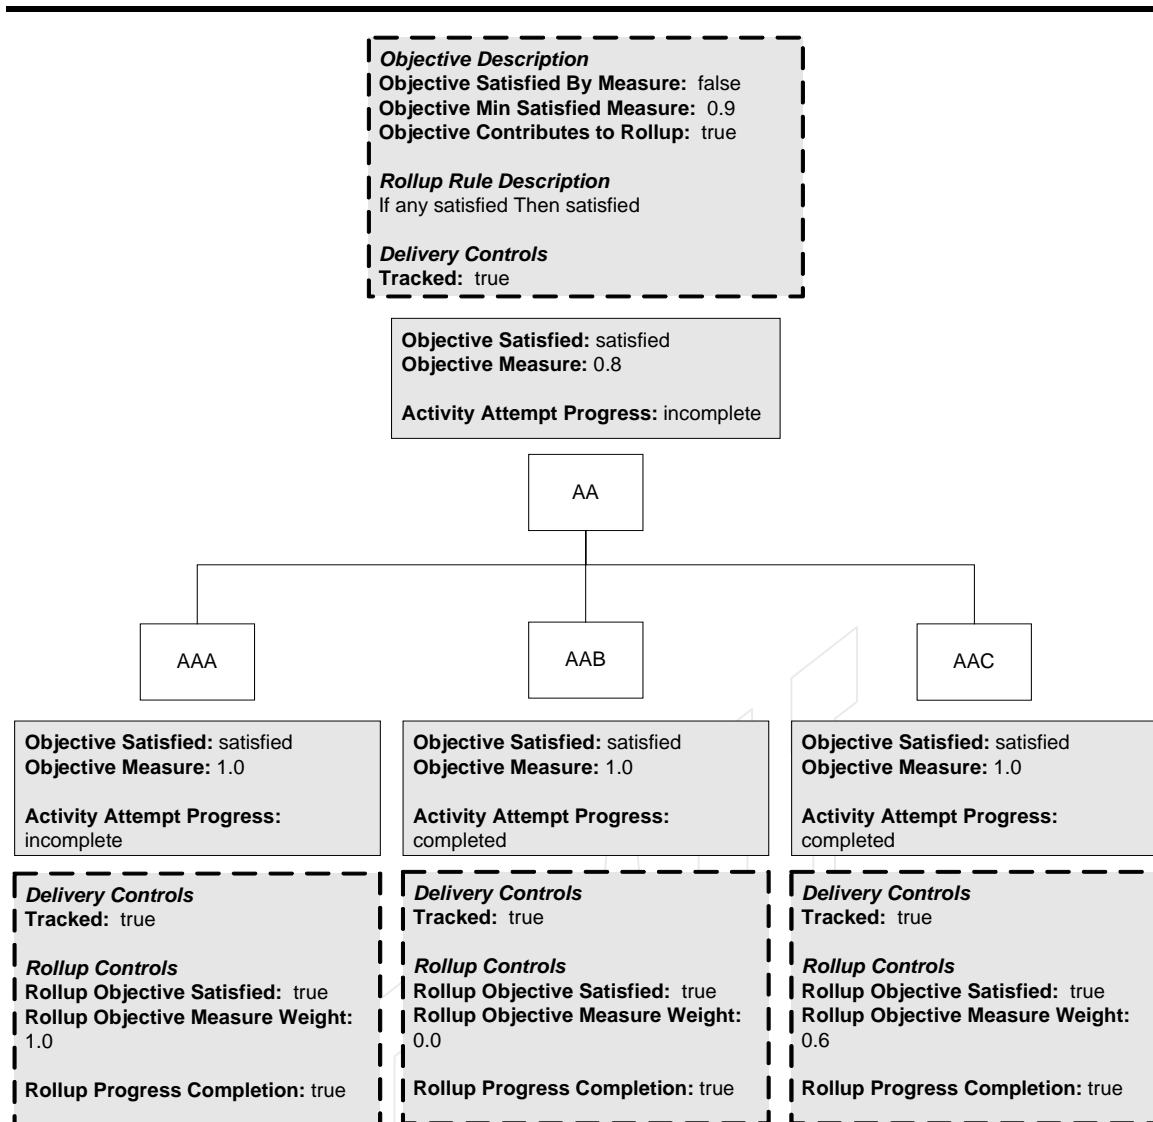 Objective Description
Objective Satisfied By Measure: false
Objective Min Satisfied Measure: 0.9
Objective Contributes to Rollup: true
Rollup Rule Description
If any satisfied Then satisfied
Delivery Controls
Tracked: true
Objective Satisfied: satisfied
Objective Measure: 0.8
Activity Attempt Progress: incomplete
AA
AAA
AAB
AAC
Objective Satisfied: satisfied
Objective Measure: 1.0
Activity Attempt Progress:
incomplete
Objective Satisfied: satisfied
Objective Measure: 1.0
Activity Attempt Progress:
completed
Objective Satisfied: satisfied
Objective Measure: 1.0
Activity Attempt Progress:
completed
Delivery Controls
Tracked: true
Rollup Controls
Rollup Objective Satisfied: true
Rollup Objective Measure Weight:
1.0
Rollup Progress Completion: true
Delivery Controls
Tracked: true
Rollup Controls
Rollup Objective Satisfied: true
Rollup Objective Measure Weight:
0.0
Rollup Progress Completion: true
Delivery Controls
Tracked: true
Rollup Controls
Rollup Objective Satisfied: true
Rollup Objective Measure Weight:
0.6
Rollup Progress Completion: true